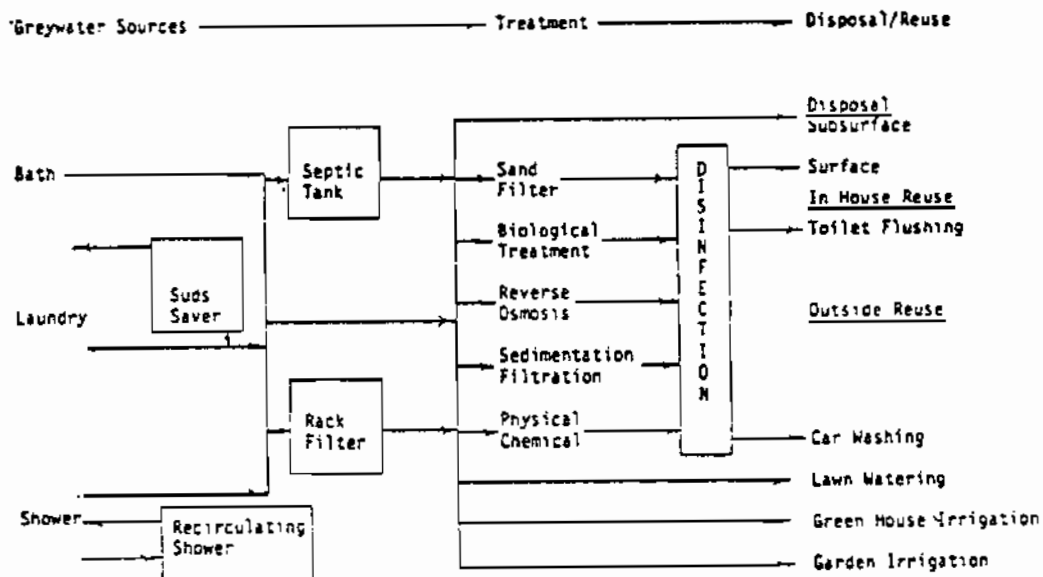 Greywater Sources Treatment Disposal/Reuse
Disposal
Subsurface
Bath
Septic
Tank
Sand
Filter
Surface
In House Reuse
Biological
Treatment
Toilet Flushing
Suds
Saver
Laundry
Reverse
Osmosis
Outside Reuse
Sedimentation
Filtration
DISINFECTION
Rack
Filter
Physical
Chemical
Car Washing
Lawn Watering
Shower
Recirculating
Shower
Green House Irrigation
Garden Irrigation